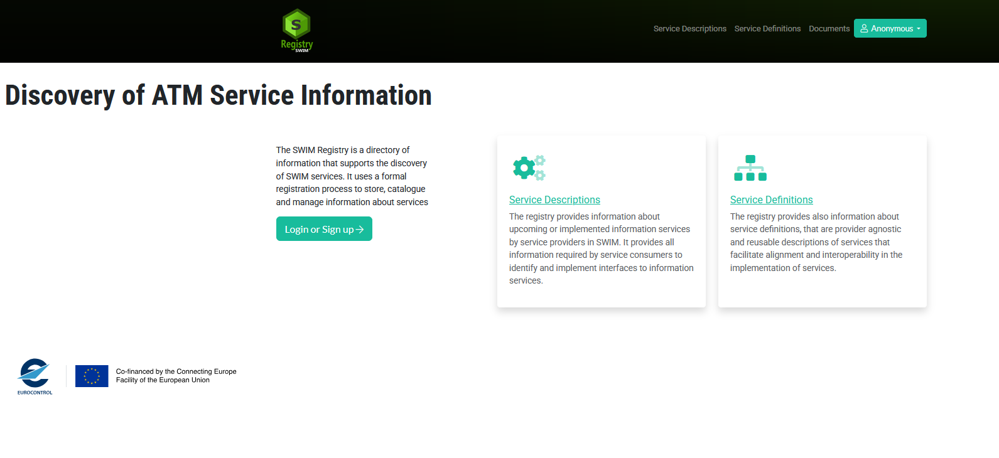 S
Registry
SWIM
Service Descriptions
Service Definitions
Documents
Anonymous
Discovery of ATM Service Information
The SWIM Registry is a directory of
information that supports the discovery
of SWIM services. It uses a formal
registration process to store, catalogue
and manage information about services
Login or Sign up
Service Descriptions
The registry provides information about
upcoming or implemented information services
by service providers in SWIM. It provides all
information required by service consumers to
identify and implement interfaces to information
services.
Service Definitions
The registry provides also information about
service definitions, that are provider agnostic
and reusable descriptions of services that
facilitate alignment and interoperability in the
implementation of services.
EUROCONTROL
Co-financed by the Connecting Europe
Facility of the European Union